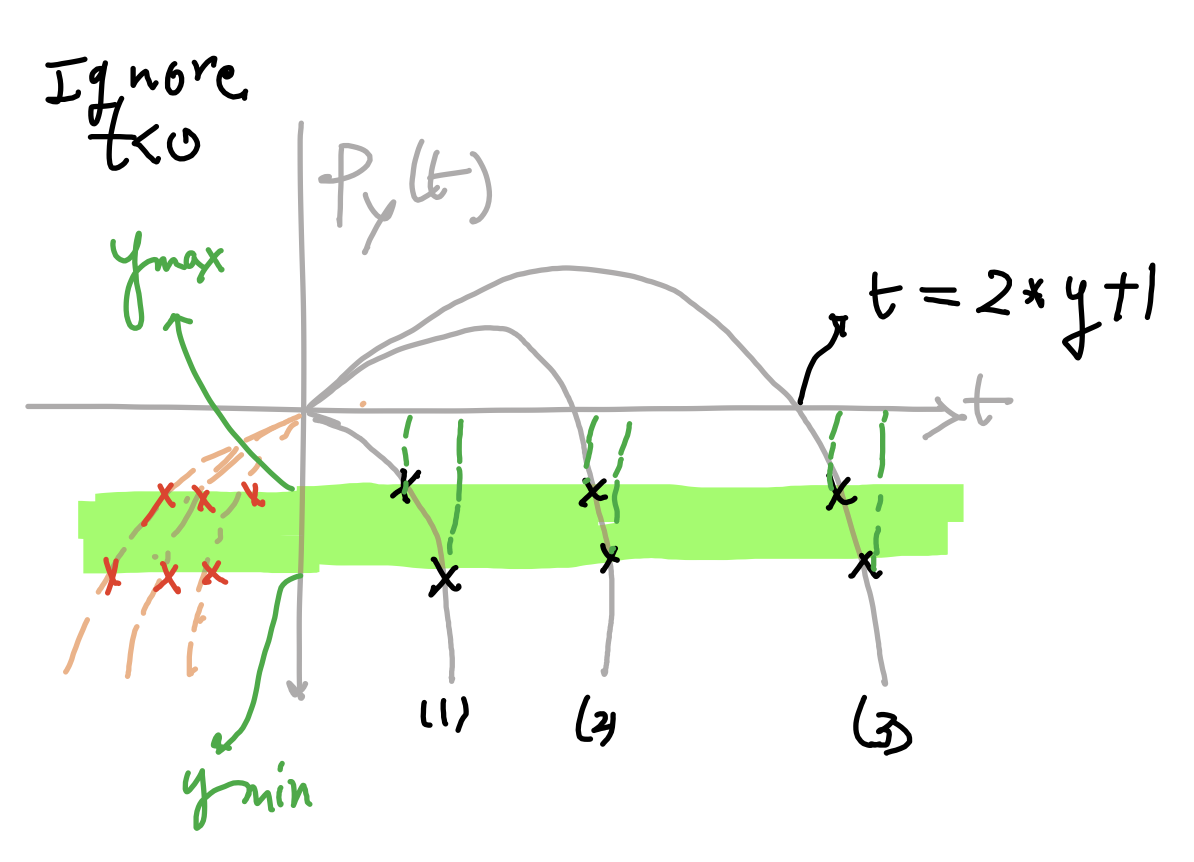 Ignore
t<0
Py(t)
ymax
t = 2*y+1
t
(1)
(2)
(3)
ymin